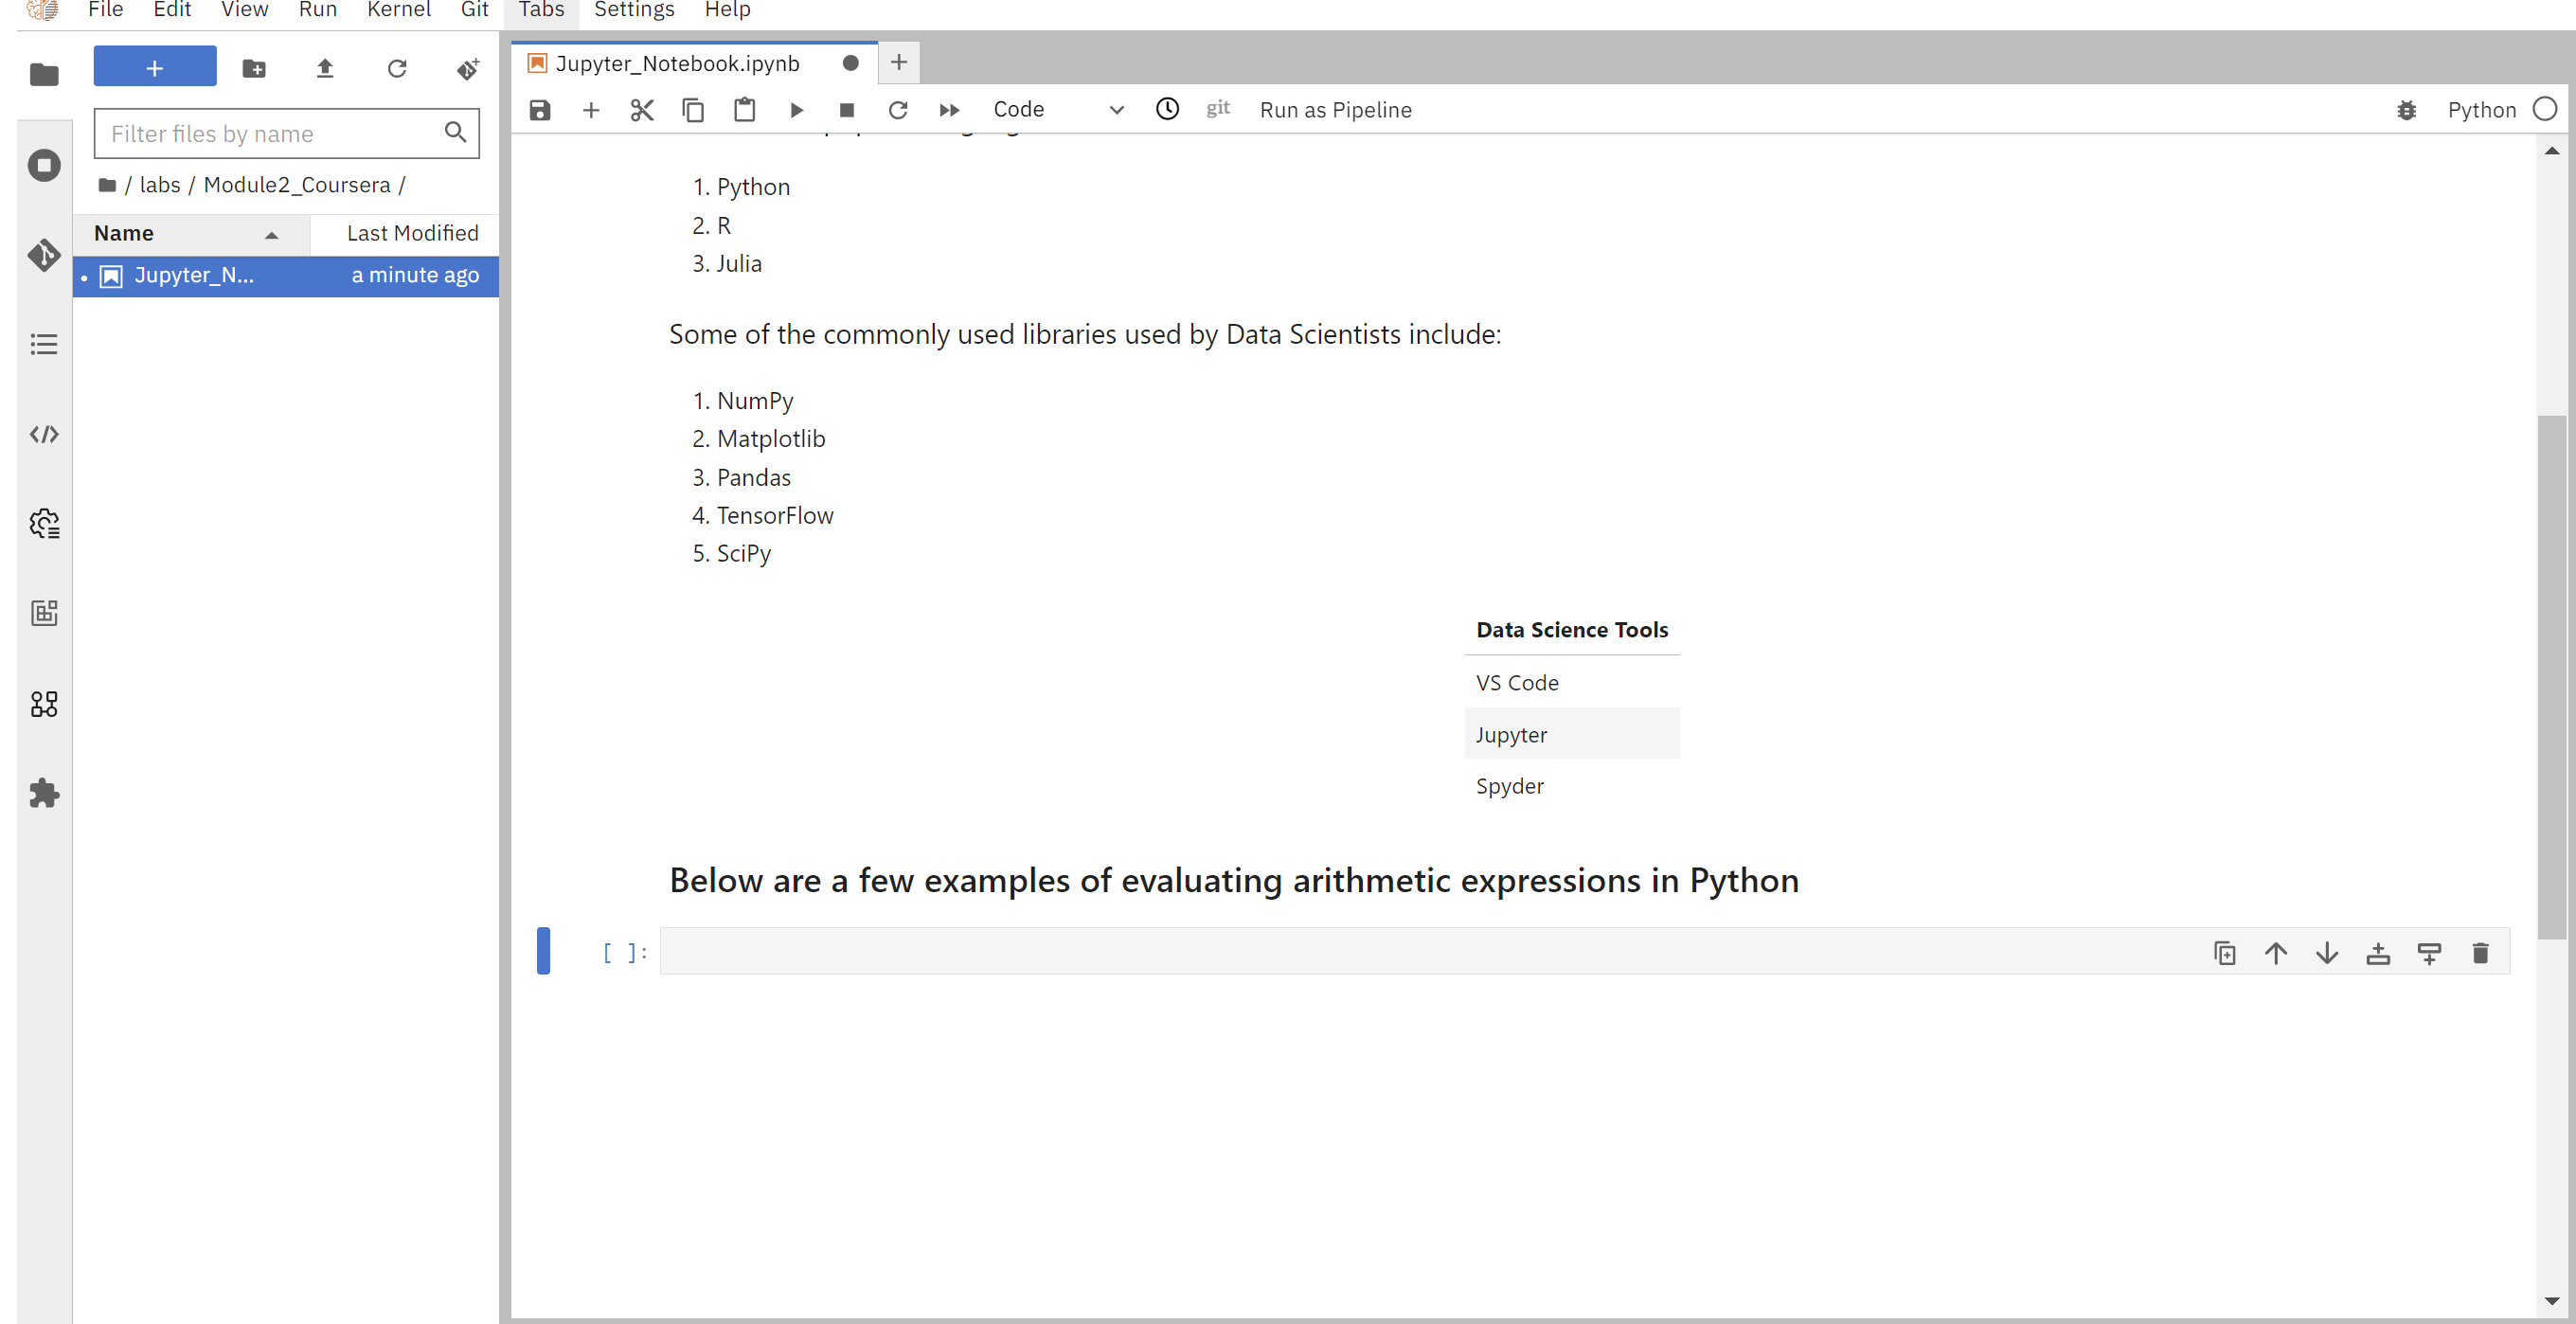 File Edit View Run Kernel Git Tabs Settings Help
+
Filter files by name
/ labs / Module2_Coursera /
Name Last Modified
Jupyter_N... a minute ago
Jupyter_Notebook.ipynb
Code git Run as Pipeline Python
1. Python
2. R
3. Julia
Some of the commonly used libraries used by Data Scientists include:
1. NumPy
2. Matplotlib
3. Pandas
4. TensorFlow
5. SciPy
Data Science Tools
VS Code
Jupyter
Spyder
Below are a few examples of evaluating arithmetic expressions in Python
[ ]: